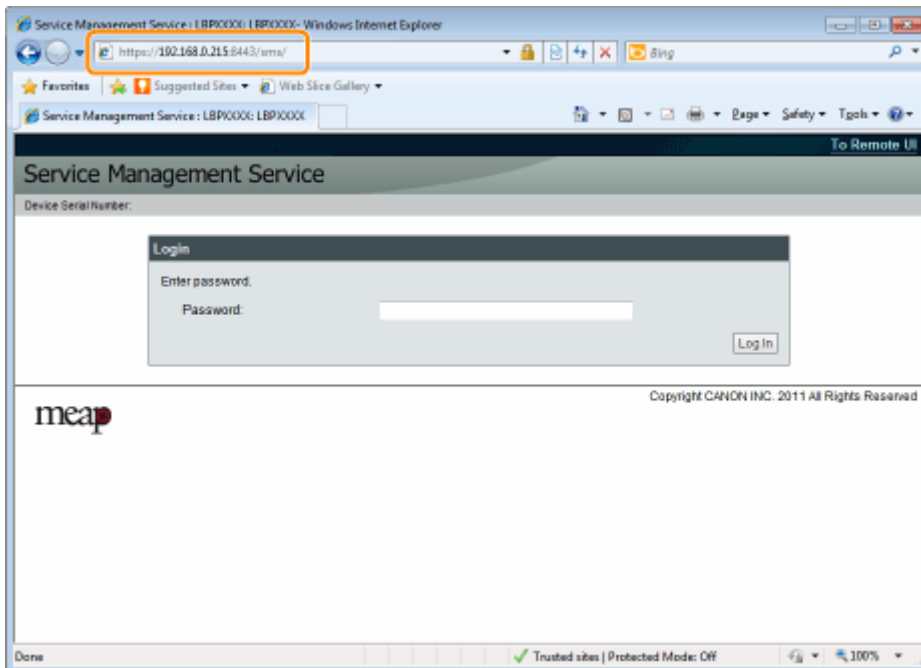 Service Management Service : LBPXXXX: LBPXXXX- Windows Internet Explorer
https://192.168.0.215:8443/sms/
Bing
Favorites Suggested Sites Web Slice Gallery
Service Management Service : LBPXXXX: LBPXXXX Page Safety Tools
To Remote UI
Service Management Service
Device Serial Number:
Login
Enter password.
Password:
Log In
Copyright CANON INC. 2011 All Rights Reserved
meap
Done Trusted sites | Protected Mode: Off 100%